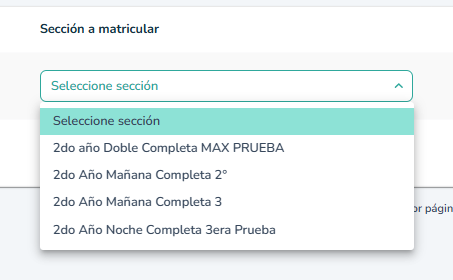 Sección a matricular
Seleccione sección
Seleccione sección
2do año Doble Completa MAX PRUEBA
2do Año Mañana Completa 2°
2do Año Mañana Completa 3
or págin
2do Año Noche Completa 3era Prueba